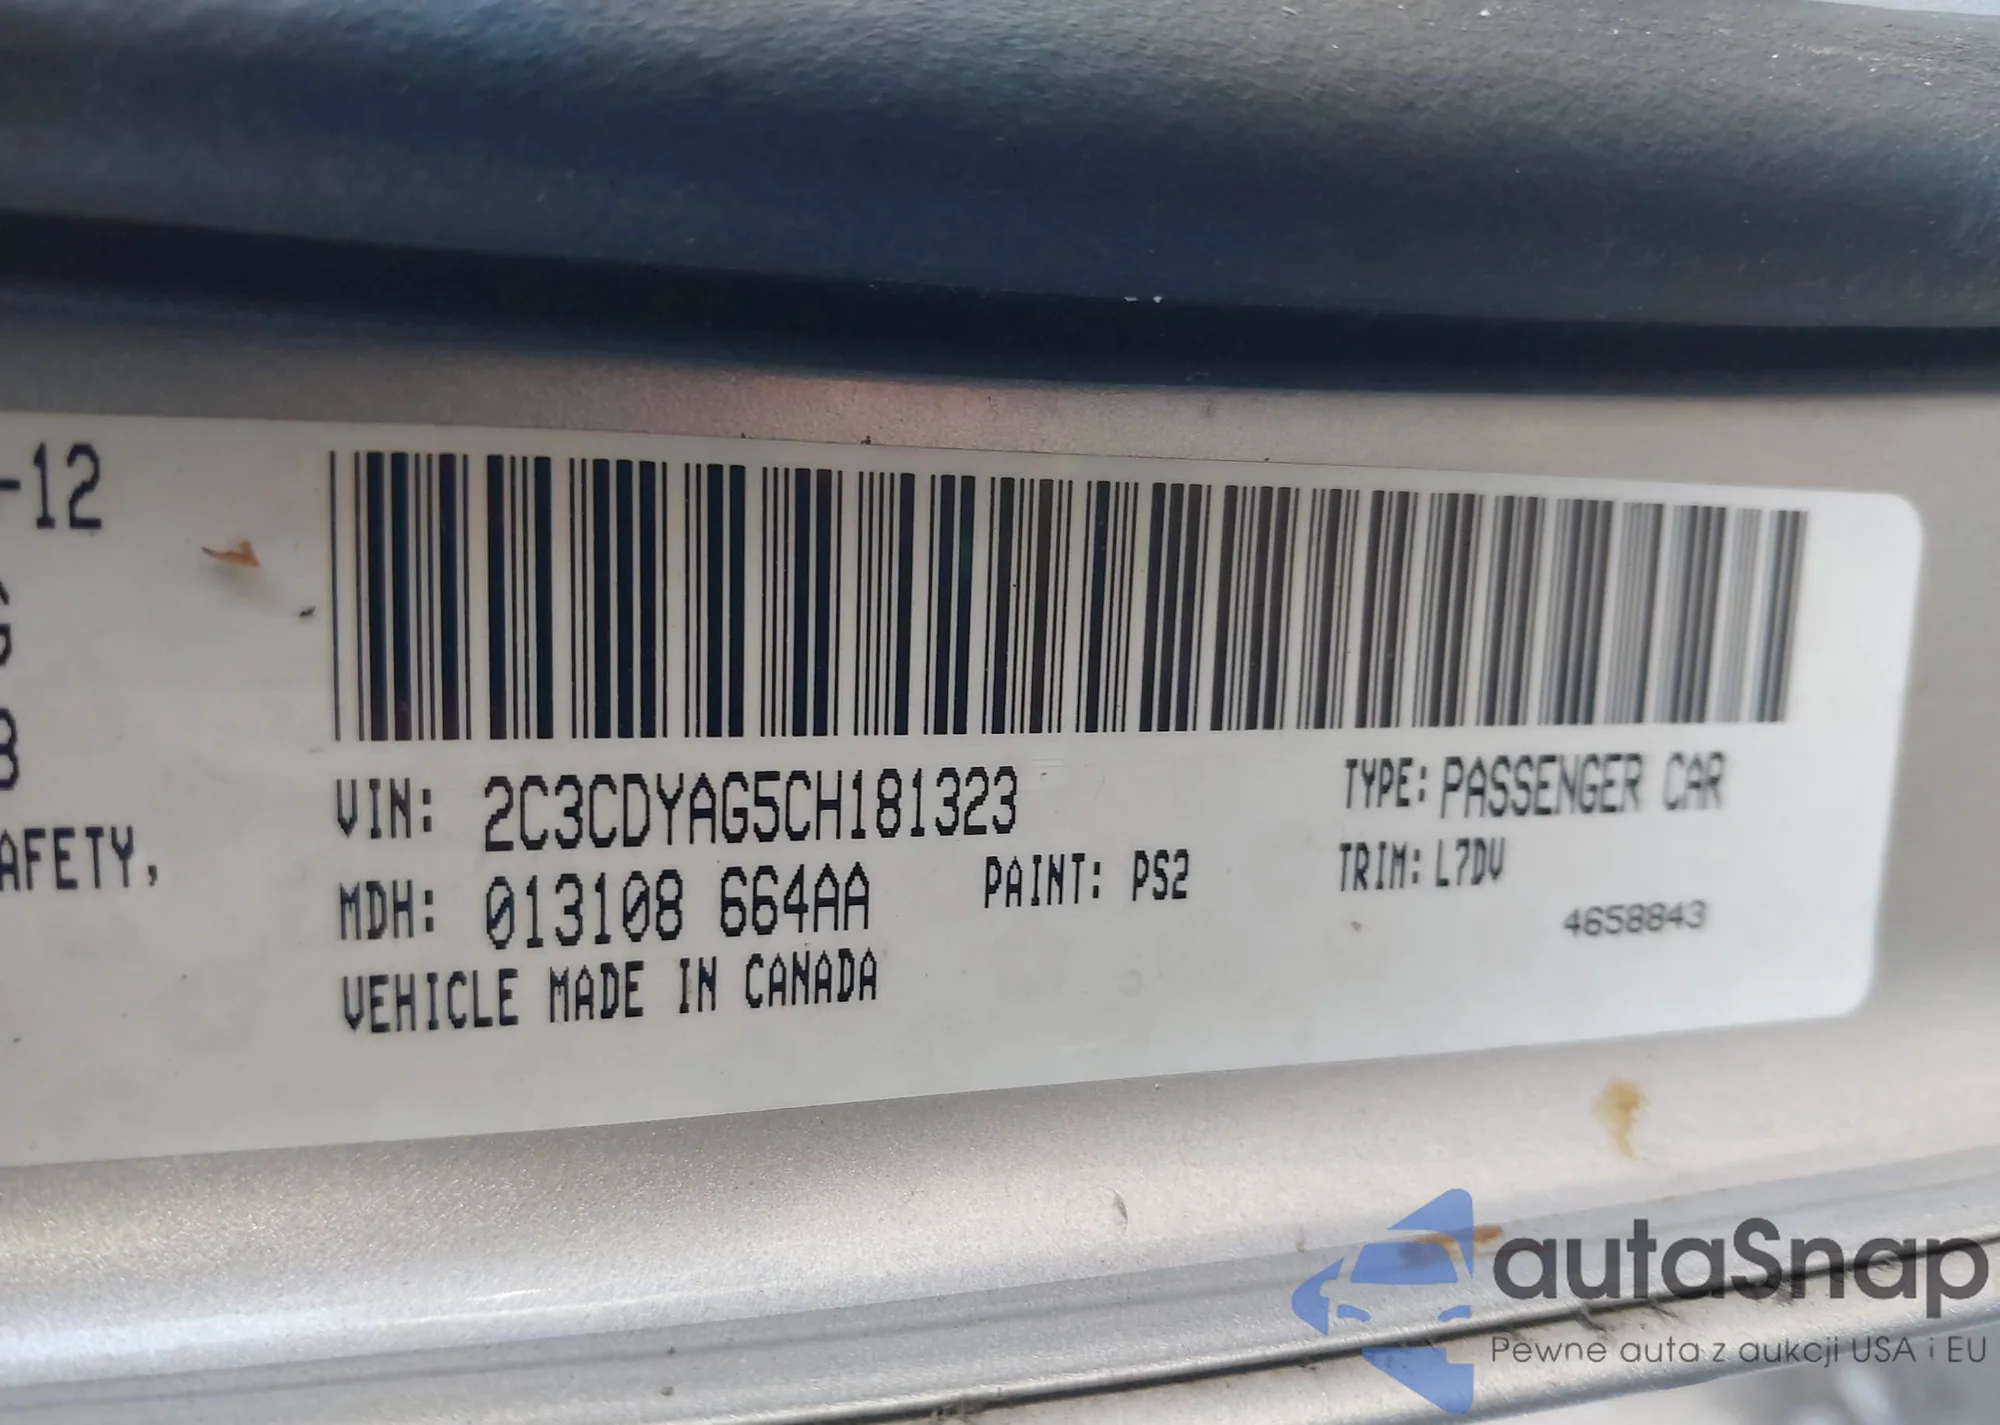 -12
G
8
AFETY,
VIN: 2C3CDYAG5CH181323
TYPE: PASSENGER CAR
MDH: 013108 664AA
PAINT: PS2
TRIM: L7DV
4658843
VEHICLE MADE IN CANADA
autaSnap
Pewne auta z aukcji USA i EU